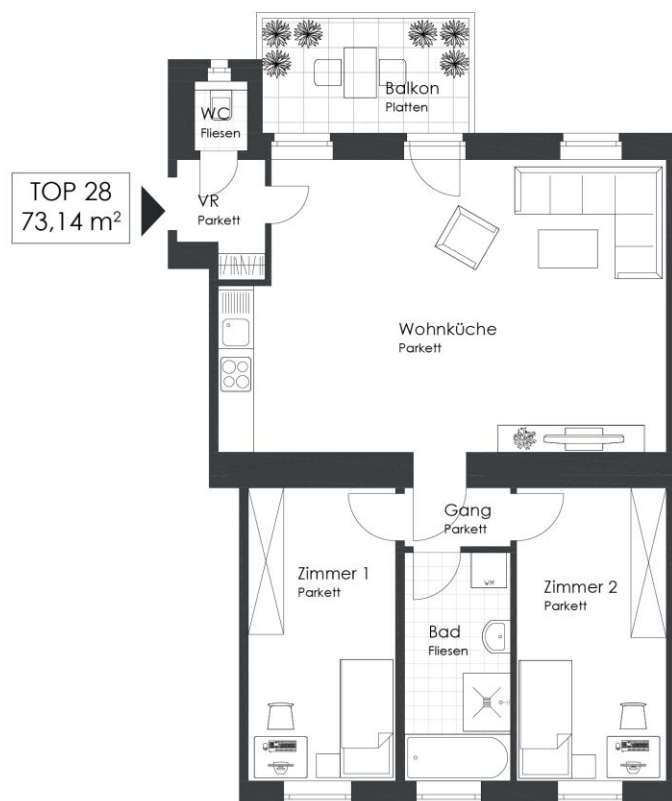 Balkon
Platten
WC
Fliesen
TOP 28
73,14 m²
VR
Parkett
Wohnküche
Parkett
Gang
Parkett
Zimmer 1
Parkett
WM
Zimmer 2
Parkett
Bad
Fliesen